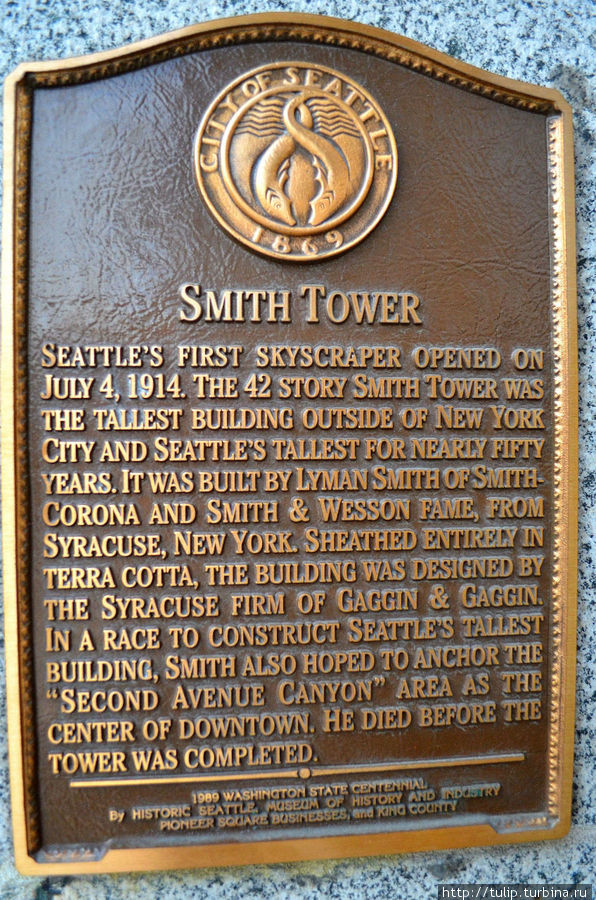 CITY OF SEATTLE
1869
SMITH TOWER
SEATTLE'S FIRST SKYSCRAPER OPENED ON
JULY 4, 1914. THE 42 STORY SMITH TOWER WAS
THE TALLEST BUILDING OUTSIDE OF NEW YORK
CITY AND SEATTLE'S TALLEST FOR NEARLY FIFTY
YEARS. IT WAS BUILT BY LYMAN SMITH OF SMITH-
CORONA AND SMITH & WESSON FAME, FROM
SYRACUSE, NEW YORK. SHEATHED ENTIRELY IN
TERRA COTTA, THE BUILDING WAS DESIGNED BY
THE SYRACUSE FIRM OF GAGGIN & GAGGIN.
IN A RACE TO CONSTRUCT SEATTLE'S TALLEST
BUILDING, SMITH ALSO HOPED TO ANCHOR THE
"SECOND AVENUE CANYON" AREA AS THE
CENTER OF DOWNTOWN. HE DIED BEFORE THE
TOWER WAS COMPLETED.
1989 WASHINGTON STATE CENTENNIAL
By HISTORIC SEATTLE, MUSEUM OF HISTORY AND INDUSTRY
PIONEER SQUARE BUSINESSES, and KING COUNTY
http://tulip.turbina.ru